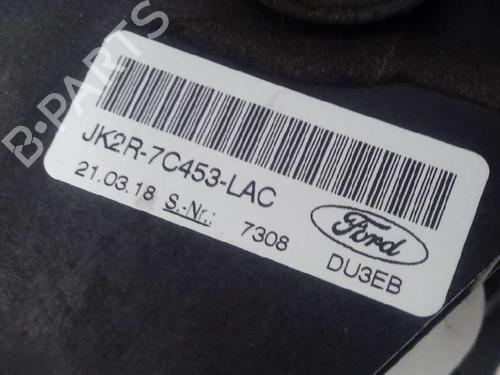 B-PARTS
JK2R-7C453-LAC
21.03.18 S.-Nr.: 7308
Ford
DU3EB